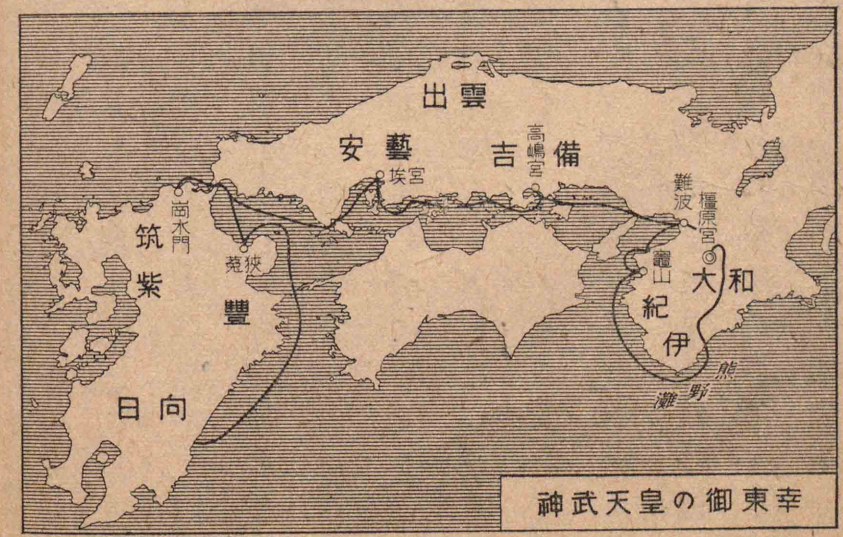 出雲
安藝
吉備
高嶋宮
埃宮
難波
橿原宮
崗水門
筑紫
菟狹
竈山
大和
豐
紀伊
熊野灘
日向
神武天皇の御東幸